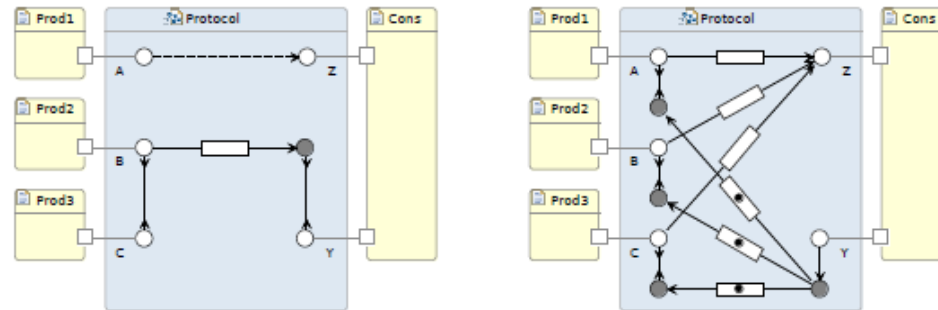 Prod1
Protocol
Cons
A
Z
Prod2
B
Prod3
C
Y
Prod1
Protocol
Cons
A
Z
Prod2
B
Prod3
C
Y